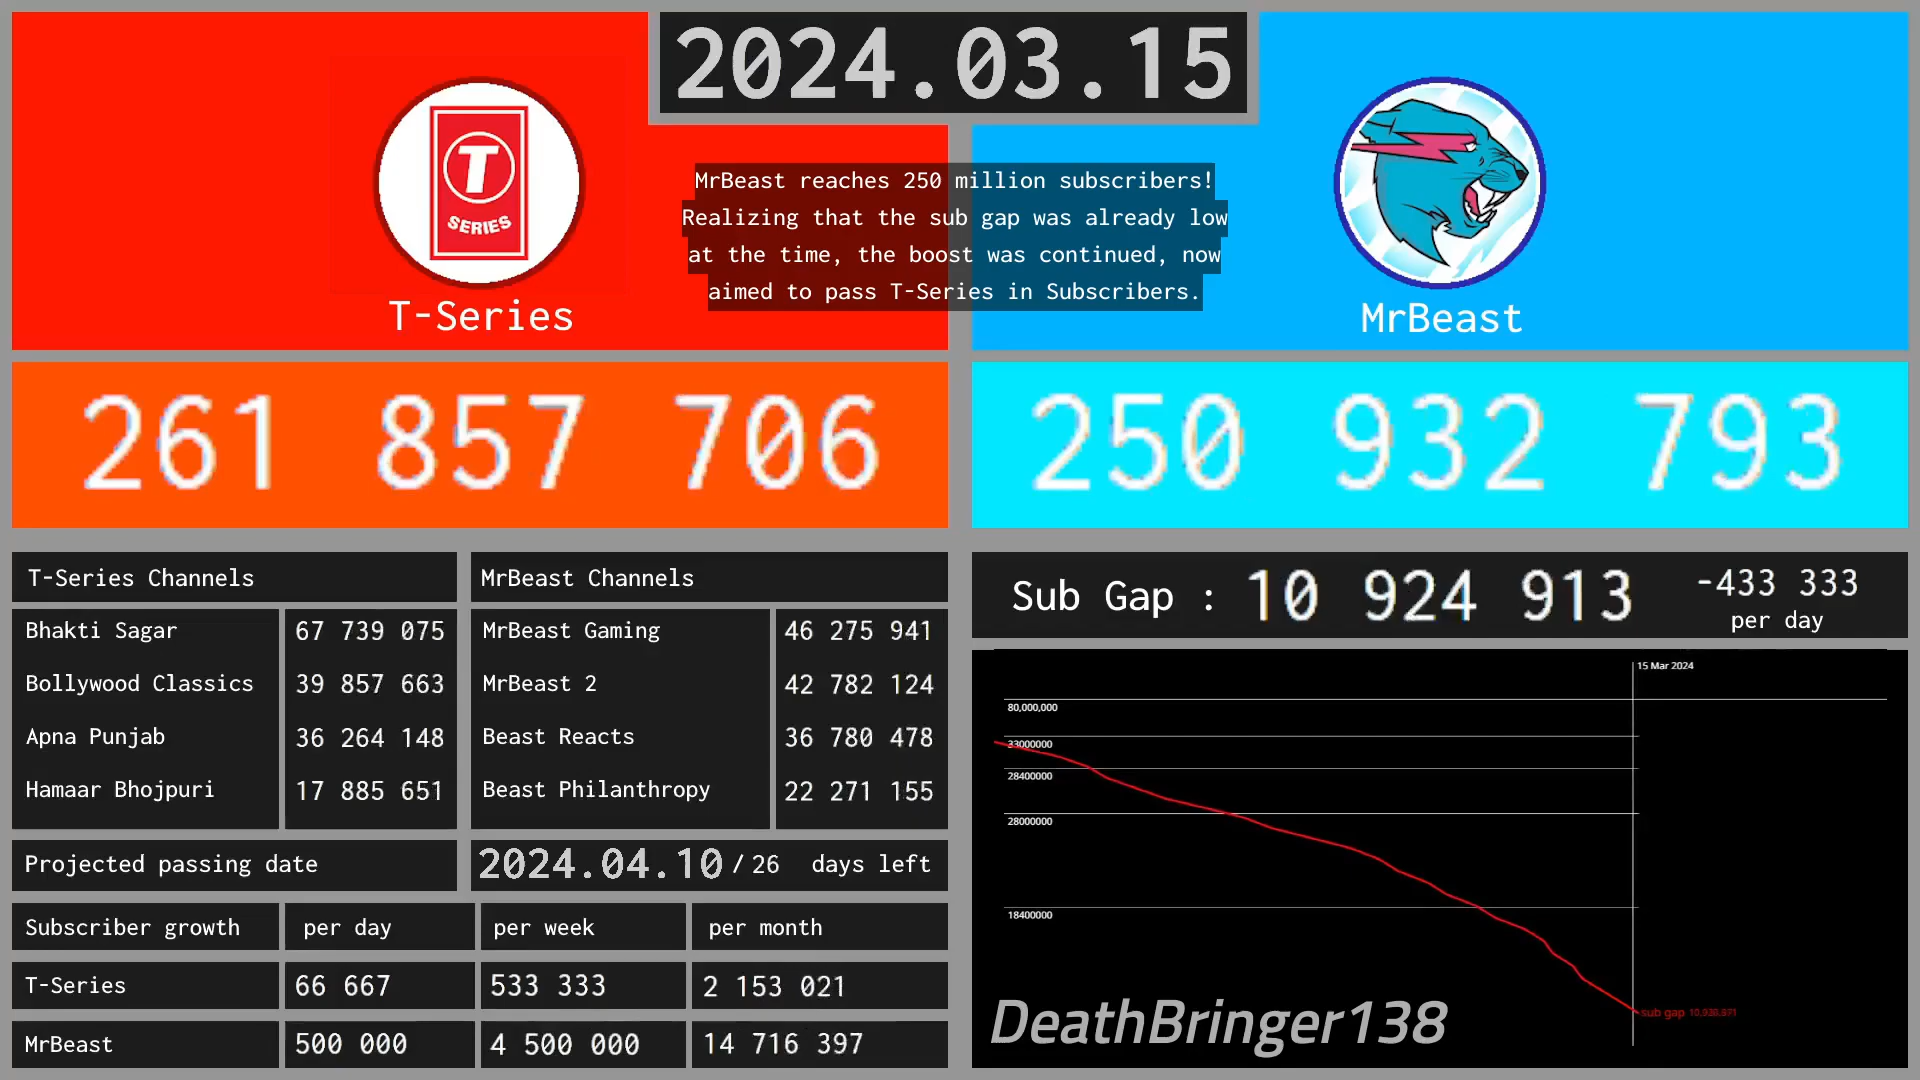 2024.03.15
T
SERIES
T-Series
MrBeast reaches 250 million subscribers!
Realizing that the sub gap was already low
at the time, the boost was continued, now
aimed to pass T-Series in Subscribers.
MrBeast
261 857 706
250 932 793
T-Series Channels
Bhakti Sagar 67 739 075
Bollywood Classics 39 857 663
Apna Punjab 36 264 148
Hamaar Bhojpuri 17 885 651
MrBeast Channels
MrBeast Gaming 46 275 941
MrBeast 2 42 782 124
Beast Reacts 36 780 478
Beast Philanthropy 22 271 155
Projected passing date 2024.04.10 / 26 days left
Subscriber growth per day per week per month
T-Series 66 667 533 333 2 153 021
MrBeast 500 000 4 500 000 14 716 397
Sub Gap : 10 924 913 -433 333
per day
15 Mar 2024
80,000,000
33000000
28400000
28000000
18400000
sub gap
DeathBringer138